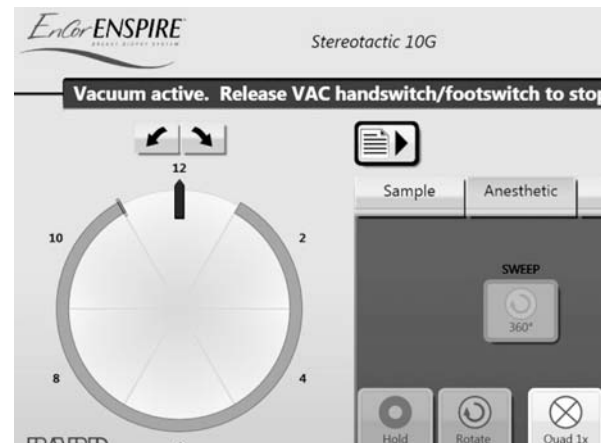 EnCor ENSPIRE
BREAST BIOPSY SYSTEM
Stereotactic 10G
Vacuum active. Release VAC handswitch/footswitch to stop
12
10
2
8
4
Sample
Anesthetic
SWEEP
360°
Hold
Rotate
Quad 1x